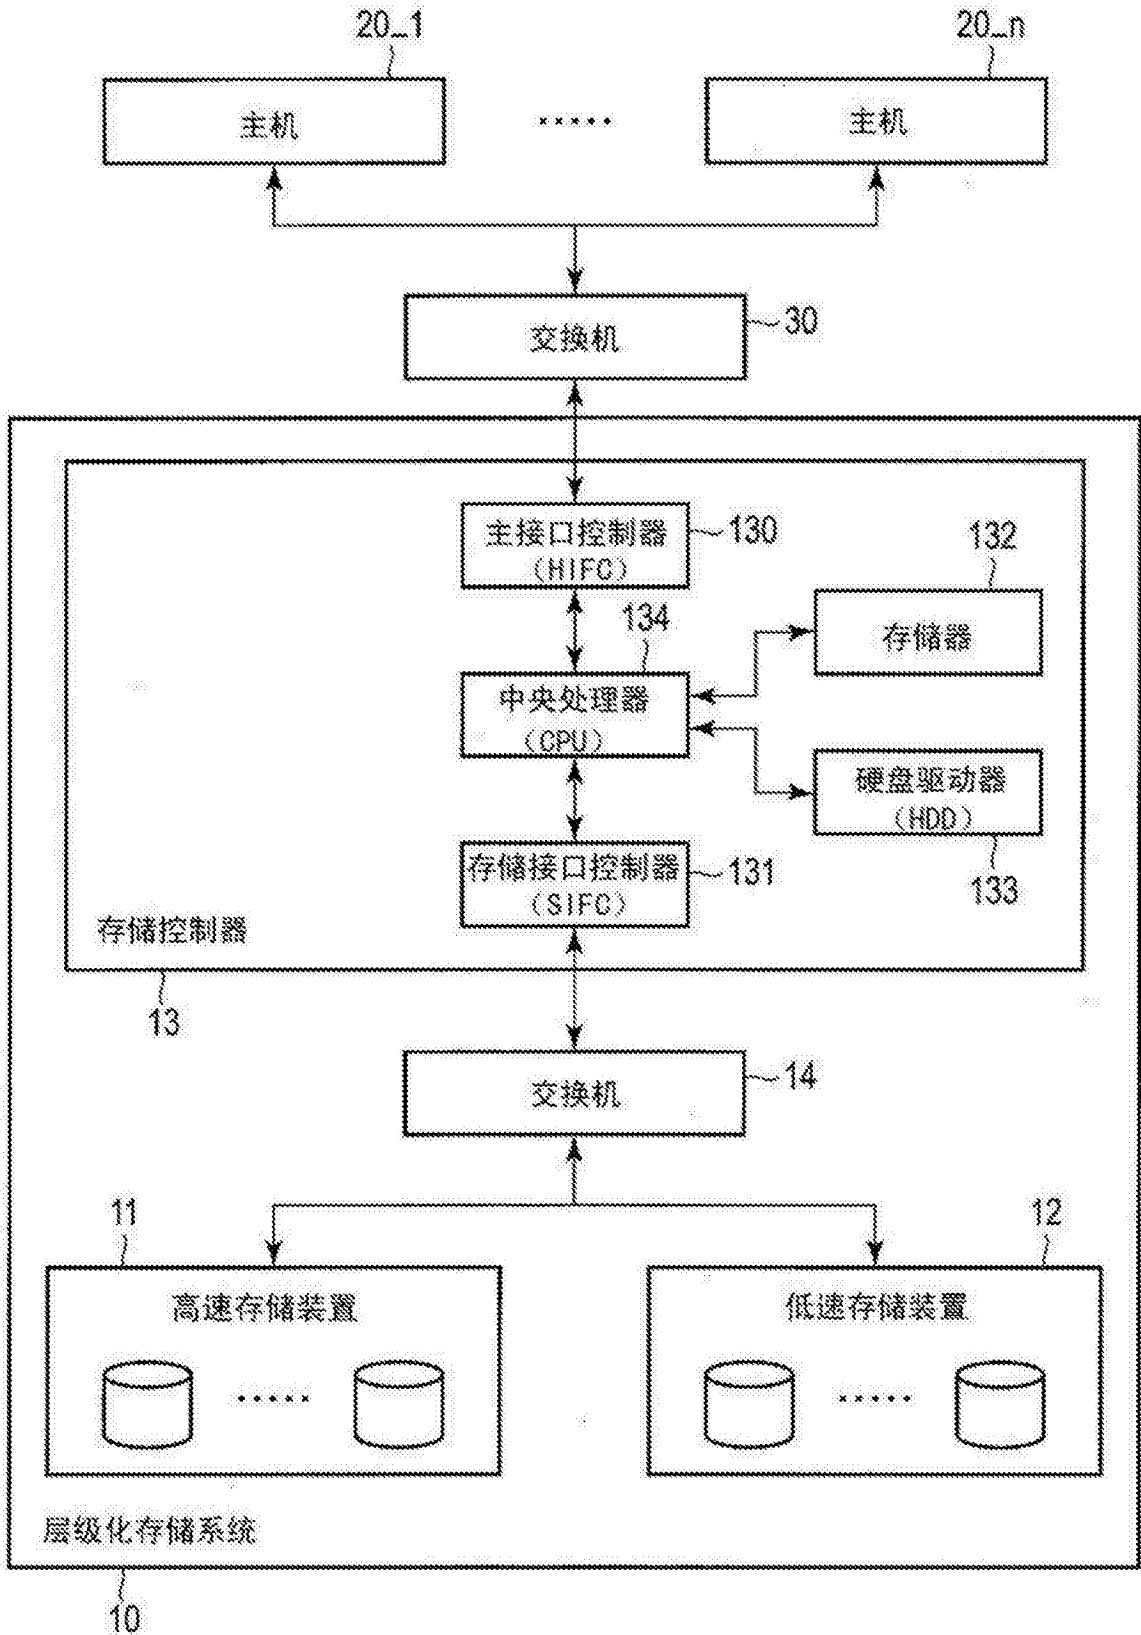 20_1
20_n
主机
·····
主机
交换机
30
主接口控制器
(HIFC)
130
132
134
存储器
中央处理器
(CPU)
硬盘驱动器
(HDD)
存储接口控制器
(SIFC)
131
133
存储控制器
13
交换机
14
11
12
高速存储装置
低速存储装置
·····
·····
层级化存储系统
10